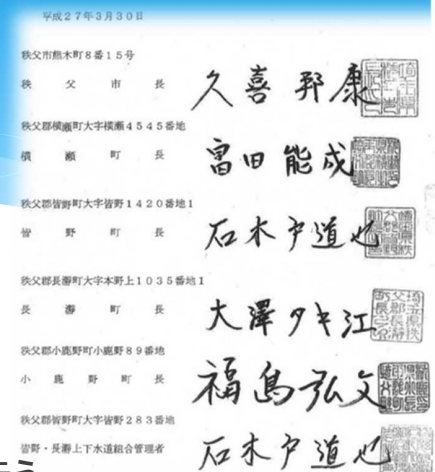 平成27年3月30日
秩父市熊木町8番15号
秩父市長 久喜邦康
秩父郡横瀬町大字横瀬4545番地
横瀬町長 富田能成
秩父郡皆野町大字皆野1420番地1
皆野町長 石木戸道也
秩父郡長瀞町大字本野上1035番地1
長瀞町長 大澤タキ江
秩父郡小鹿野町小鹿野89番地
小鹿野町長 福島弘文
秩父郡皆野町大字皆野283番地
皆野・長瀞上下水道組合管理者 石木戸道也